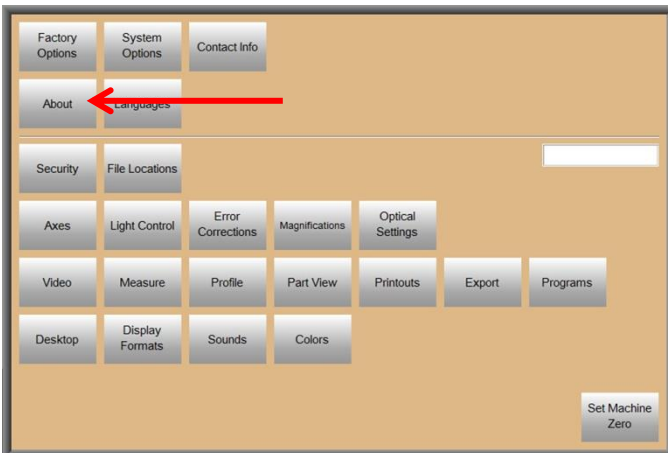 Factory Options
System Options
Contact Info
About
Languages
Security
File Locations
Axes
Light Control
Error Corrections
Magnifications
Optical Settings
Video
Measure
Profile
Part View
Printouts
Export
Programs
Desktop
Display Formats
Sounds
Colors
Set Machine Zero